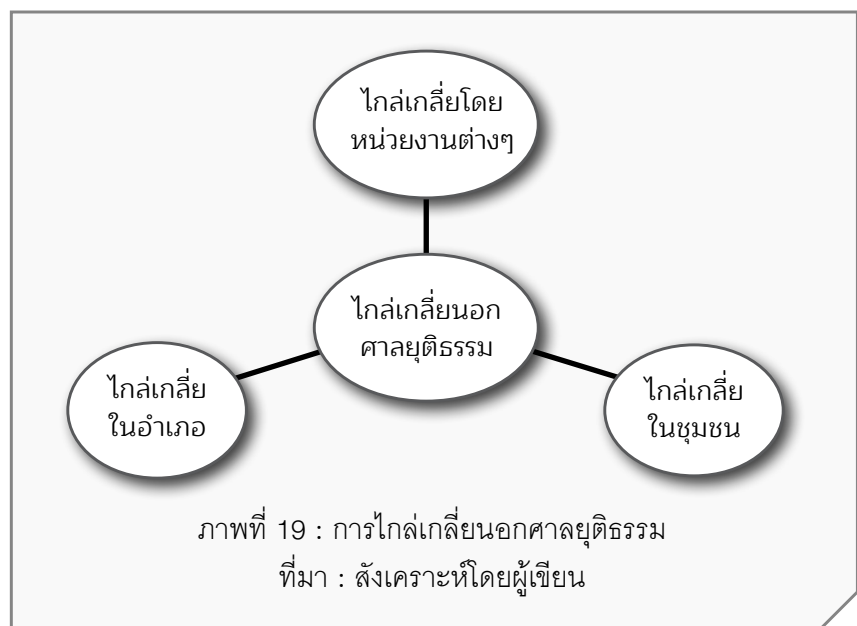 ไกล่เกลี่ยโดย
หน่วยงานต่างๆ
ไกล่เกลี่ยนอก
ศาลยุติธรรม
ไกล่เกลี่ย
ในอำเภอ
ไกล่เกลี่ย
ในชุมชน
ภาพที่ 19 : การไกล่เกลี่ยนอกศาลยุติธรรม
ที่มา : สังเคราะห์โดยผู้เขียน